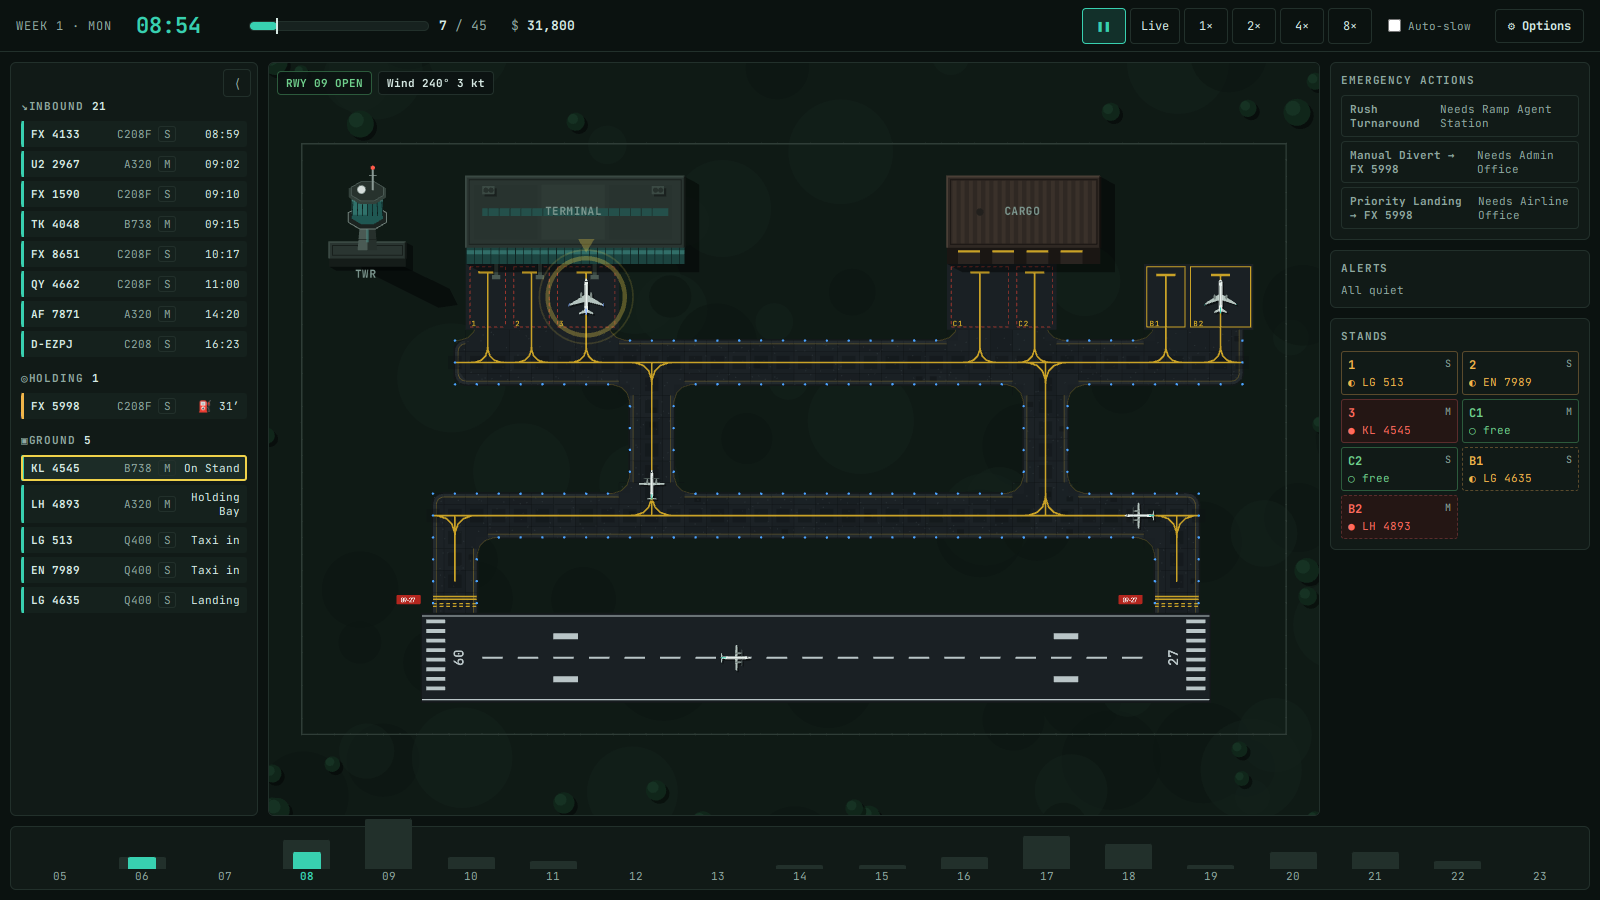 WEEK 1 · MON 08:54 7 / 45 $ 31,800
Live 1× 2× 4× 8× Auto-slow ⚙ Options
⟨
↘INBOUND 21
FX 4133 C208F S 08:59
U2 2967 A320 M 09:02
FX 1590 C208F S 09:10
TK 4048 B738 M 09:15
FX 8651 C208F S 10:17
QY 4662 C208F S 11:00
AF 7871 A320 M 14:20
D-EZPJ C208 S 16:23
◎HOLDING 1
FX 5998 C208F S ⛽ 31′
▣GROUND 5
KL 4545 B738 M On Stand
LH 4893 A320 M Holding Bay
LG 513 Q400 S Taxi in
EN 7989 Q400 S Taxi in
LG 4635 Q400 S Landing
RWY 09 OPEN Wind 240° 3 kt
TWR
TERMINAL
CARGO
1 2 3 C1 C2 B1 B2
09-27 09-27
09 27
EMERGENCY ACTIONS
Rush Turnaround Needs Ramp Agent Station
Manual Divert → FX 5998 Needs Admin Office
Priority Landing → FX 5998 Needs Airline Office
ALERTS
All quiet
STANDS
1 S 2 S
◐ LG 513 ◐ EN 7989
3 M C1 M
● KL 4545 ○ free
C2 S B1 S
○ free ◐ LG 4635
B2 M
● LH 4893
05 06 07 08 09 10 11 12 13 14 15 16 17 18 19 20 21 22 23